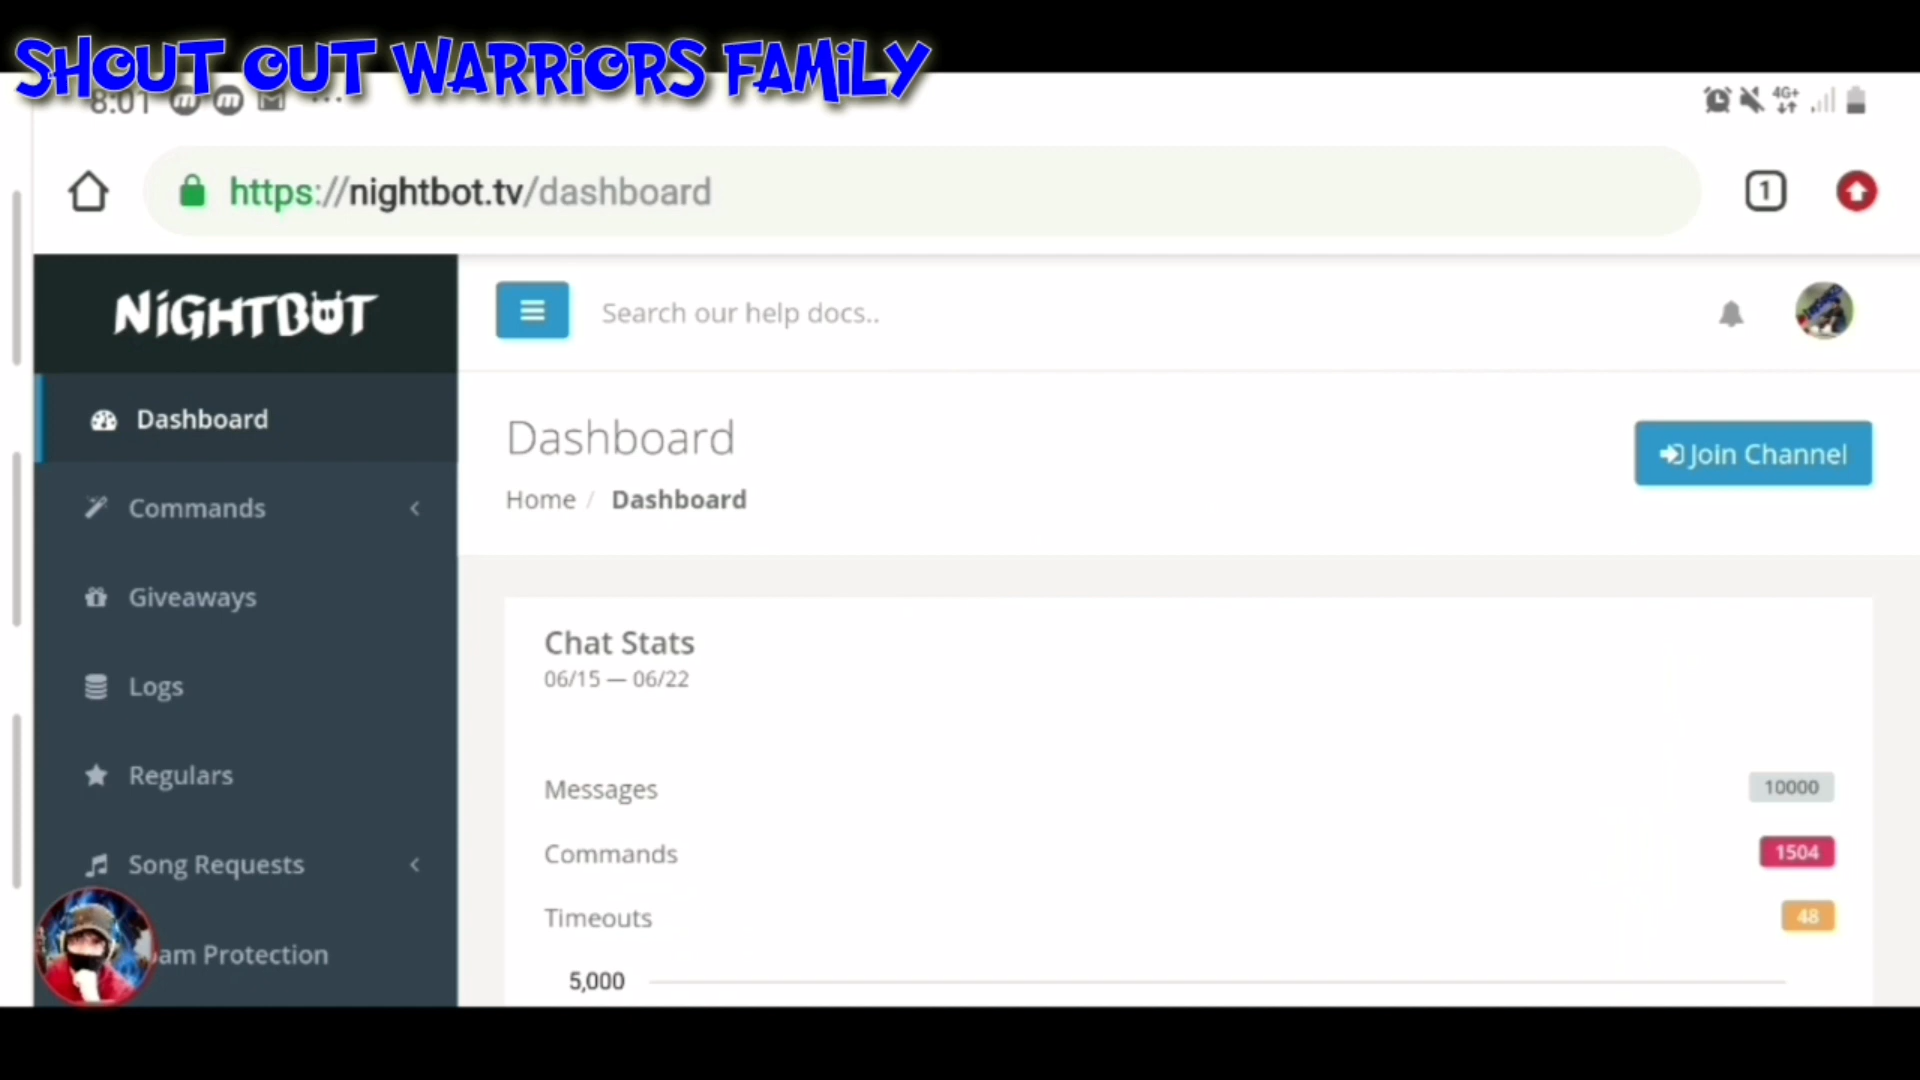 SHOUT OUT WARRIORS FAMILY
8:01
4G+
https://nightbot.tv/dashboard
1
NIGHTBOT
Search our help docs..
Dashboard
Dashboard
Join Channel
Home / Dashboard
Commands
Giveaways
Chat Stats
06/15 — 06/22
Logs
Regulars
Messages 10000
Song Requests
Commands 1504
Timeouts 48
am Protection
5,000